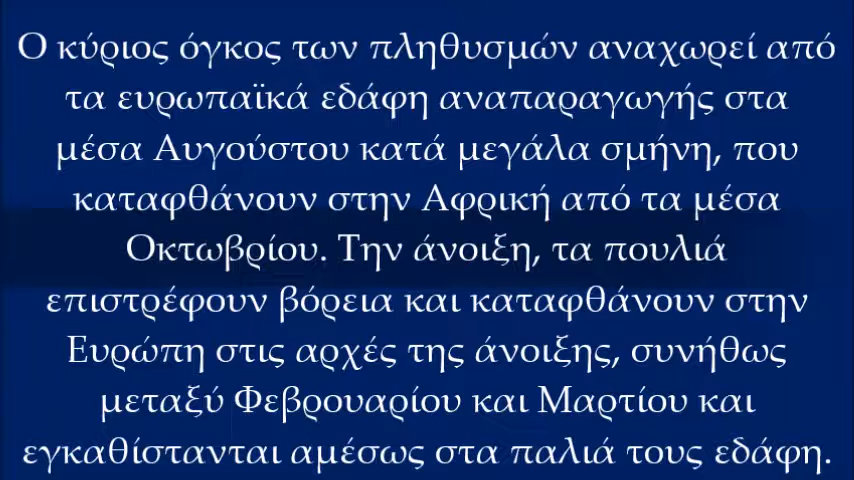 Ο κύριος όγκος των πληθυσμών αναχωρεί από
τα ευρωπαϊκά εδάφη αναπαραγωγής στα
μέσα Αυγούστου κατά μεγάλα σμήνη, που
καταφθάνουν στην Αφρική από τα μέσα
Οκτωβρίου. Την άνοιξη, τα πουλιά
επιστρέφουν βόρεια και καταφθάνουν στην
Ευρώπη στις αρχές της άνοιξης, συνήθως
μεταξύ Φεβρουαρίου και Μαρτίου και
εγκαθίστανται αμέσως στα παλιά τους εδάφη.